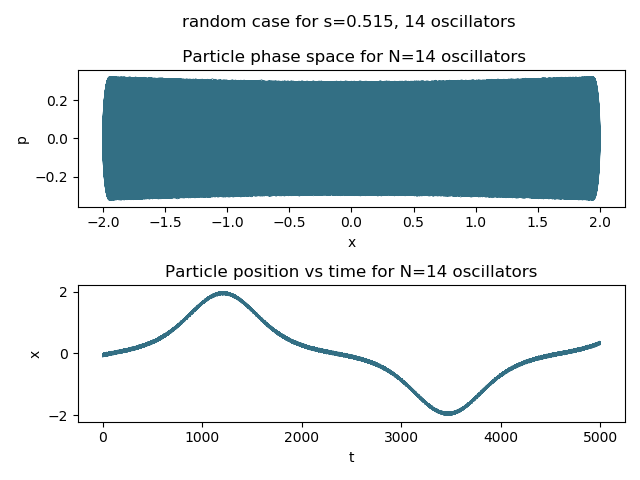 random case for s=0.515, 14 oscillators
Particle phase space for N=14 oscillators
0.2
0.0
−0.2
p
−2.0 −1.5 −1.0 −0.5 0.0 0.5 1.0 1.5 2.0
x
Particle position vs time for N=14 oscillators
2
0
−2
x
0 1000 2000 3000 4000 5000
t